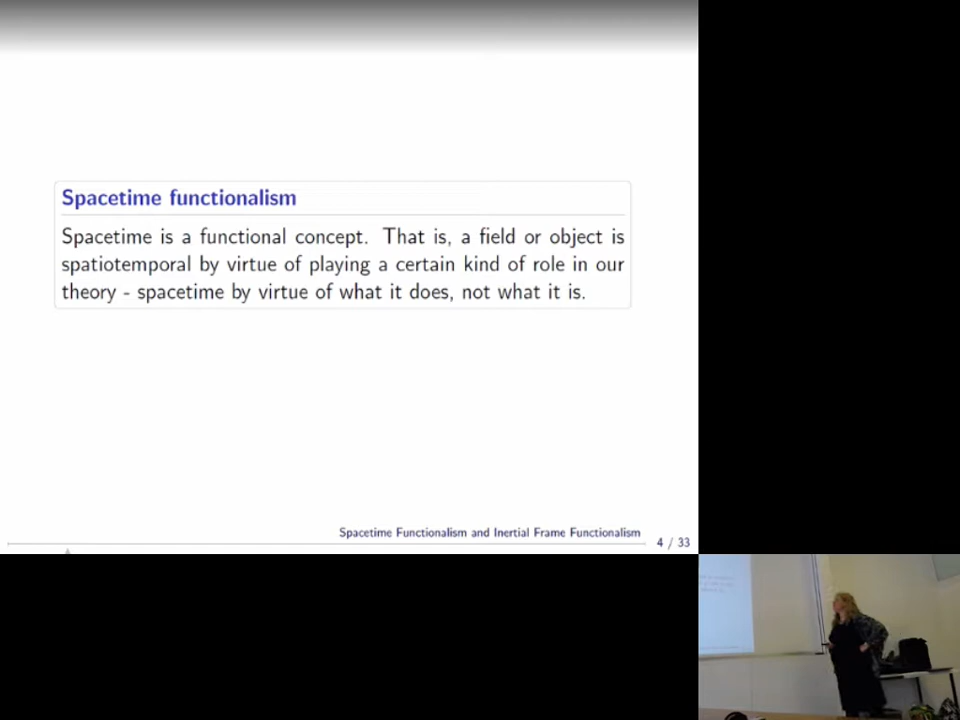 Spacetime functionalism
Spacetime is a functional concept. That is, a field or object is
spatiotemporal by virtue of playing a certain kind of role in our
theory - spacetime by virtue of what it does, not what it is.
Spacetime Functionalism and Inertial Frame Functionalism
4 / 33